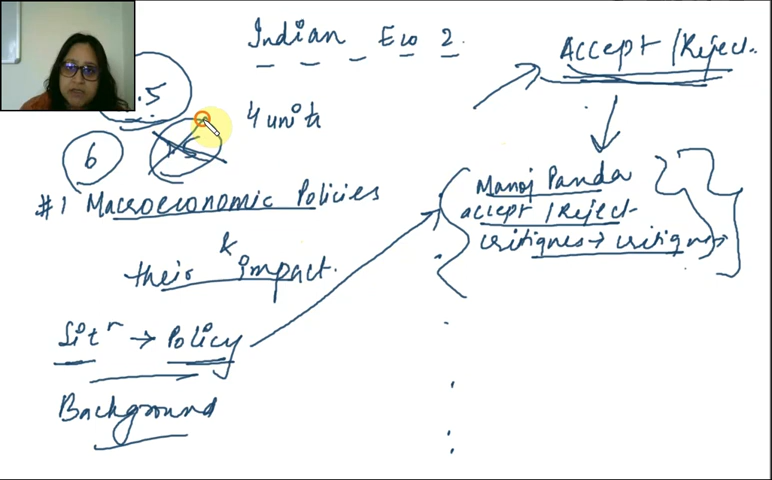 Indian Eco 2.
.5
4 units
6
#1 Macroeconomic Policies
&
their impact.
Sitn → Policy
Background
Accept /Reject.
Manoj Panda
accept /Reject
critiques → critiques